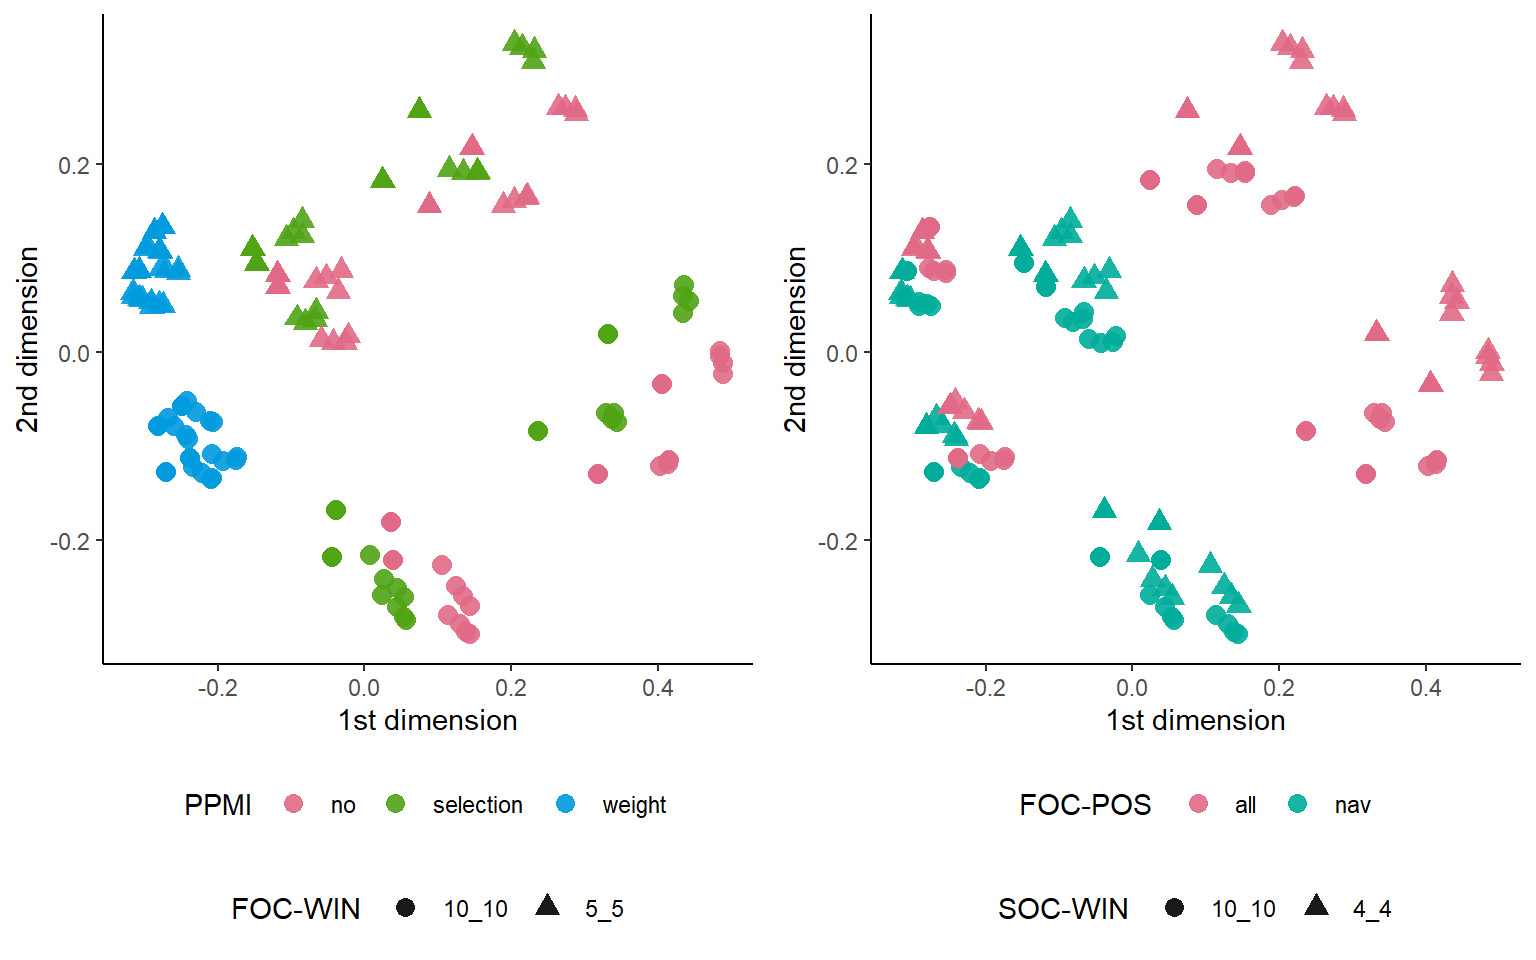 2nd dimension
0.2
0.0
-0.2
-0.2 0.0 0.2 0.4
1st dimension
PPMI no selection weight
FOC-WIN 10_10 5_5
2nd dimension
0.2
0.0
-0.2
-0.2 0.0 0.2 0.4
1st dimension
FOC-POS all nav
SOC-WIN 10_10 4_4